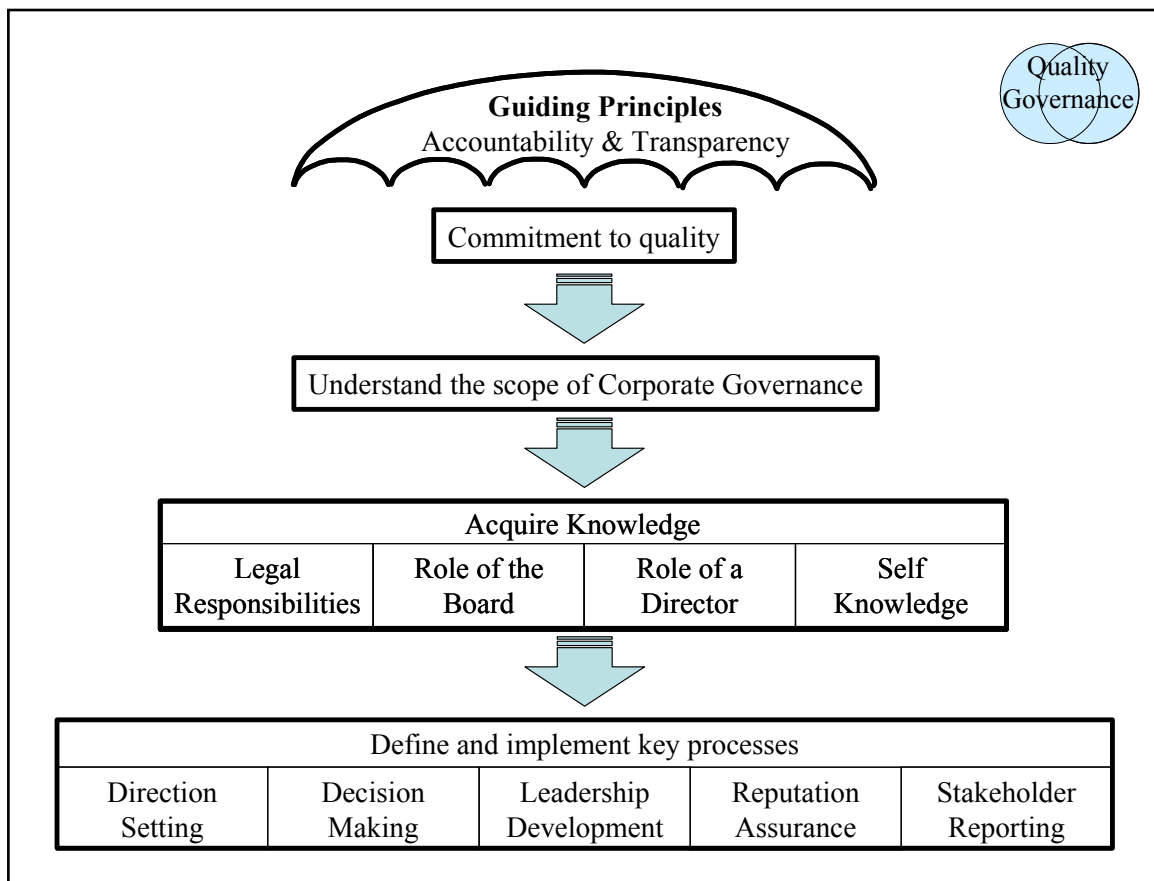 Quality
Governance
Guiding Principles
Accountability & Transparency
Commitment to quality
Understand the scope of Corporate Governance
Acquire Knowledge
Legal
Responsibilities
Role of the
Board
Role of a
Director
Self
Knowledge
Define and implement key processes
Direction
Setting
Decision
Making
Leadership
Development
Reputation
Assurance
Stakeholder
Reporting